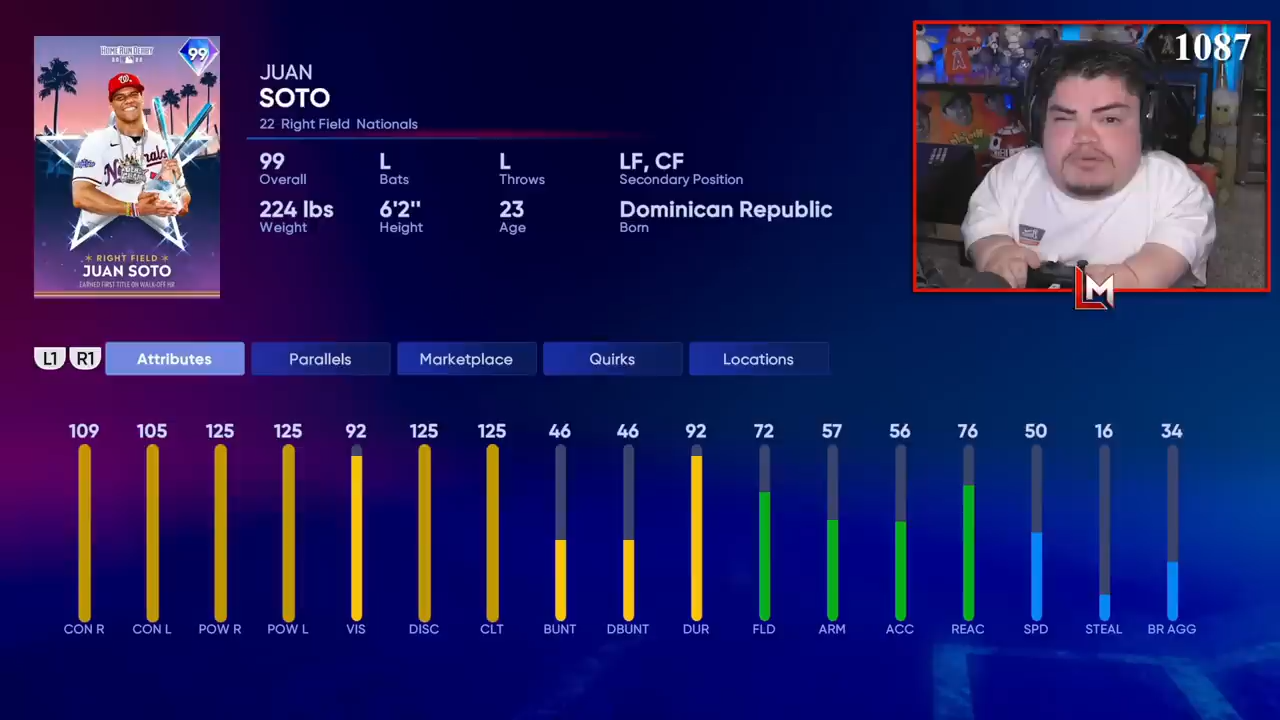 HOME RUN DERBY
99
RIGHT FIELD
JUAN SOTO
EARNED FIRST TITLE ON WALK-OFF HR
JUAN
SOTO
22 Right Field Nationals
99 L L LF, CF
Overall Bats Throws Secondary Position
224 lbs 6'2" 23 Dominican Republic
Weight Height Age Born
1087
LM
L1 R1 Attributes Parallels Marketplace Quirks Locations
109 105 125 125 92 125 125 46 46 92 72 57 56 76 50 16 34
CON R CON L POW R POW L VIS DISC CLT BUNT DBUNT DUR FLD ARM ACC REAC SPD STEAL BR AGG